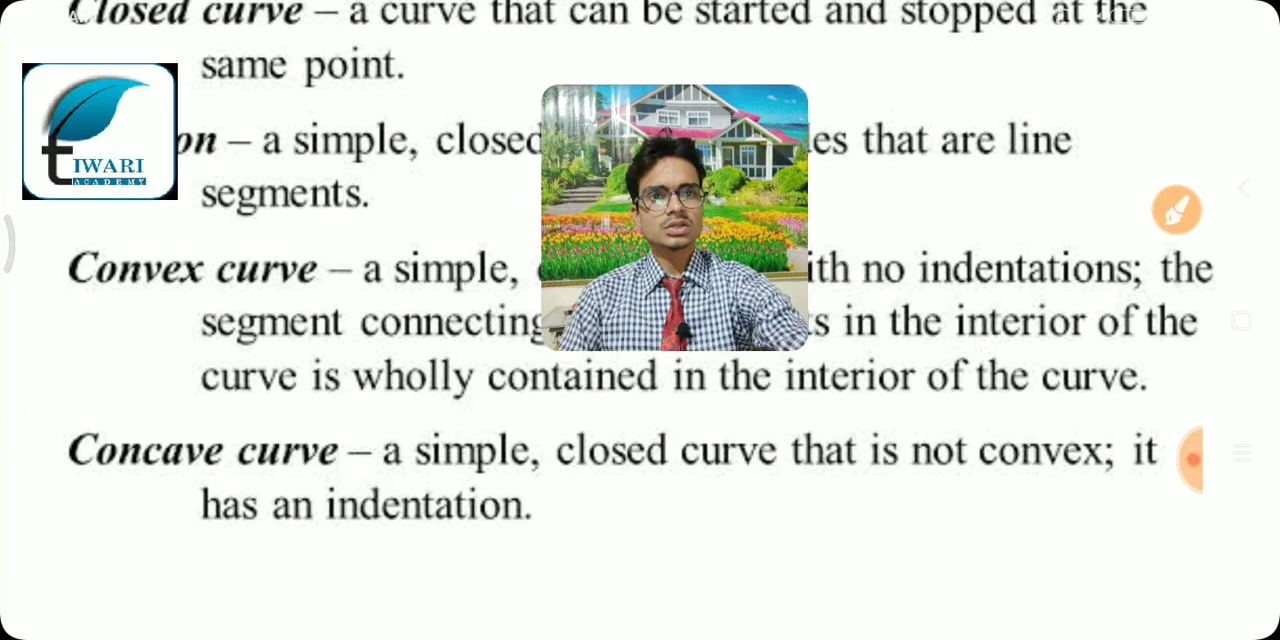 Closed curve – a curve that can be started and stopped at the
same point.
TIWARI
ACADEMY
on – a simple, closed es that are line
segments.
Convex curve – a simple, ith no indentations; the
segment connecting s in the interior of the
curve is wholly contained in the interior of the curve.
Concave curve – a simple, closed curve that is not convex; it
has an indentation.